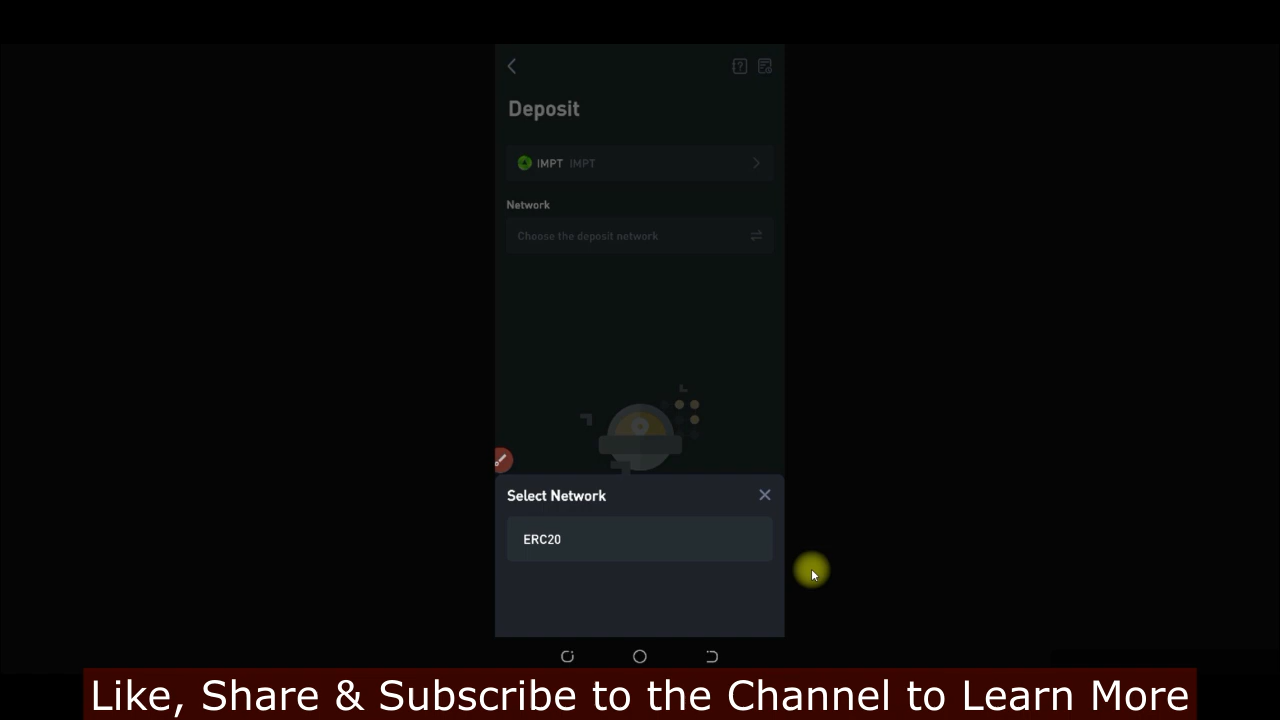 Deposit
IMPT IMPT
Network
Choose the deposit network
Select Network
ERC20
Like, Share & Subscribe to the Channel to Learn More